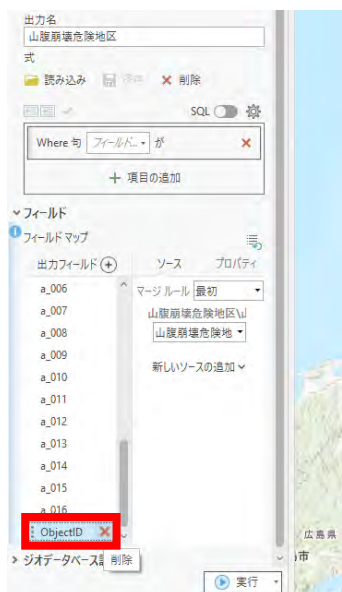 出力名
山腹崩壊危険地区
式
読み込み 保存 削除
SQL
Where 句 フィールド... が
項目の追加
フィールド
フィールド マップ
出力フィールド ソース プロパティ
a_006 マージ ルール 最初
a_007 山腹崩壊危険地区\山
a_008 山腹崩壊危険地
a_009
a_010 新しいソースの追加
a_011
a_012
a_013
a_014
a_015
a_016
ObjectID
ジオデータベース 削除
実行
広島県
市